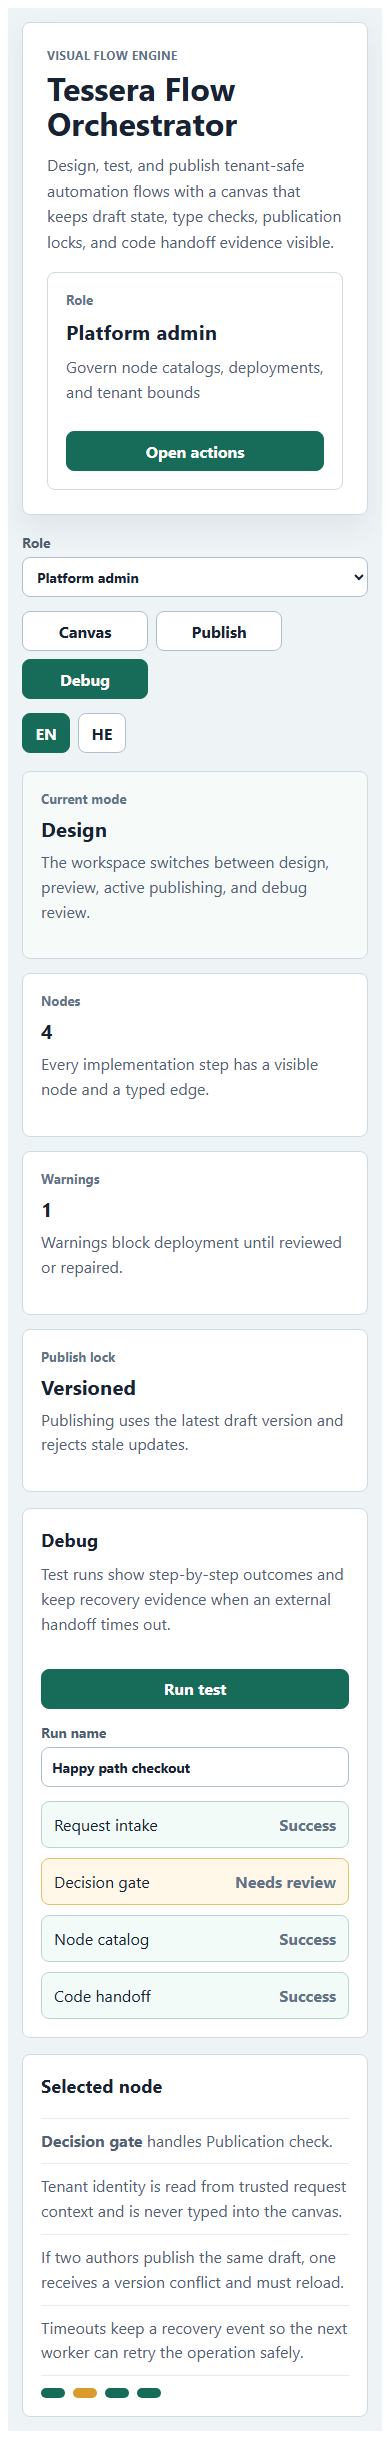 VISUAL FLOW ENGINE
Tessera Flow
Orchestrator
Design, test, and publish tenant-safe
automation flows with a canvas that
keeps draft state, type checks, publication
locks, and code handoff evidence visible.
Role
Platform admin
Govern node catalogs, deployments,
and tenant bounds
Open actions
Role
Platform admin
Canvas Publish
Debug
EN HE
Current mode
Design
The workspace switches between design,
preview, active publishing, and debug
review.
Nodes
4
Every implementation step has a visible
node and a typed edge.
Warnings
1
Warnings block deployment until reviewed
or repaired.
Publish lock
Versioned
Publishing uses the latest draft version and
rejects stale updates.
Debug
Test runs show step-by-step outcomes and
keep recovery evidence when an external
handoff times out.
Run test
Run name
Happy path checkout
Request intake Success
Decision gate Needs review
Node catalog Success
Code handoff Success
Selected node
Decision gate handles Publication check.
Tenant identity is read from trusted request
context and is never typed into the canvas.
If two authors publish the same draft, one
receives a version conflict and must reload.
Timeouts keep a recovery event so the next
worker can retry the operation safely.